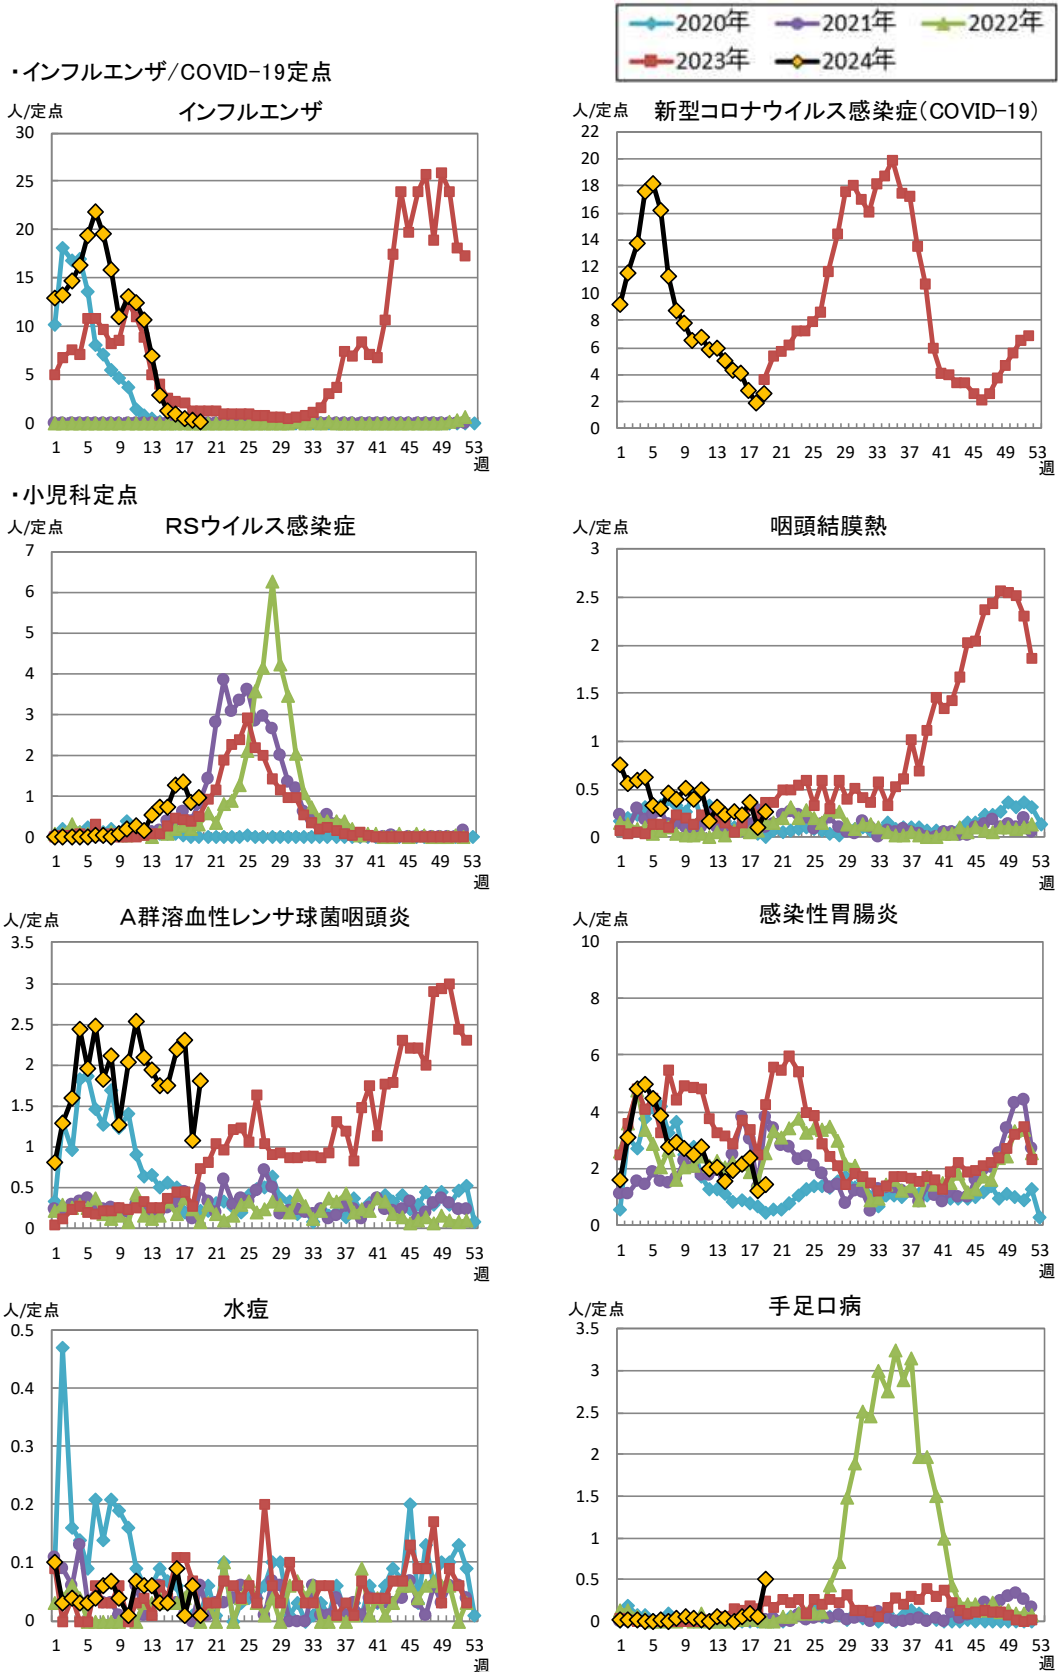 2020年 2021年 2022年
2023年 2024年
・インフルエンザ/COVID-19定点
人/定点 インフルエンザ
30
25
20
15
10
5
0
1 5 9 13 17 21 25 29 33 37 41 45 49 53
週
人/定点 新型コロナウイルス感染症(COVID-19)
22
20
18
16
14
12
10
8
6
4
2
0
1 5 9 13 17 21 25 29 33 37 41 45 49 53
週
・小児科定点
人/定点 RSウイルス感染症
7
6
5
4
3
2
1
0
1 5 9 13 17 21 25 29 33 37 41 45 49 53
週
人/定点 咽頭結膜熱
3
2.5
2
1.5
1
0.5
0
1 5 9 13 17 21 25 29 33 37 41 45 49 53
週
人/定点 A群溶血性レンサ球菌咽頭炎
3.5
3
2.5
2
1.5
1
0.5
0
1 5 9 13 17 21 25 29 33 37 41 45 49 53
週
人/定点 感染性胃腸炎
10
8
6
4
2
0
1 5 9 13 17 21 25 29 33 37 41 45 49 53
週
人/定点 水痘
0.5
0.4
0.3
0.2
0.1
0
1 5 9 13 17 21 25 29 33 37 41 45 49 53
週
人/定点 手足口病
3.5
3
2.5
2
1.5
1
0.5
0
1 5 9 13 17 21 25 29 33 37 41 45 49 53
週